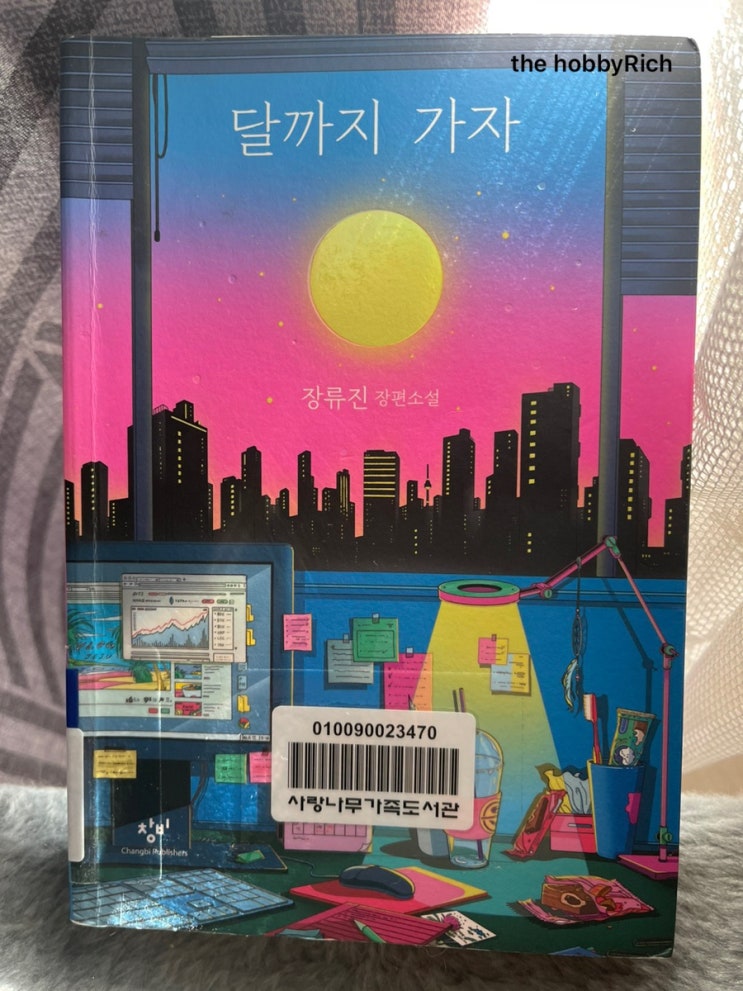 the hobbyRich
달까지 가자
장류진 장편소설
010090023470
사랑나무가족도서관
창비
Changbi Publishers